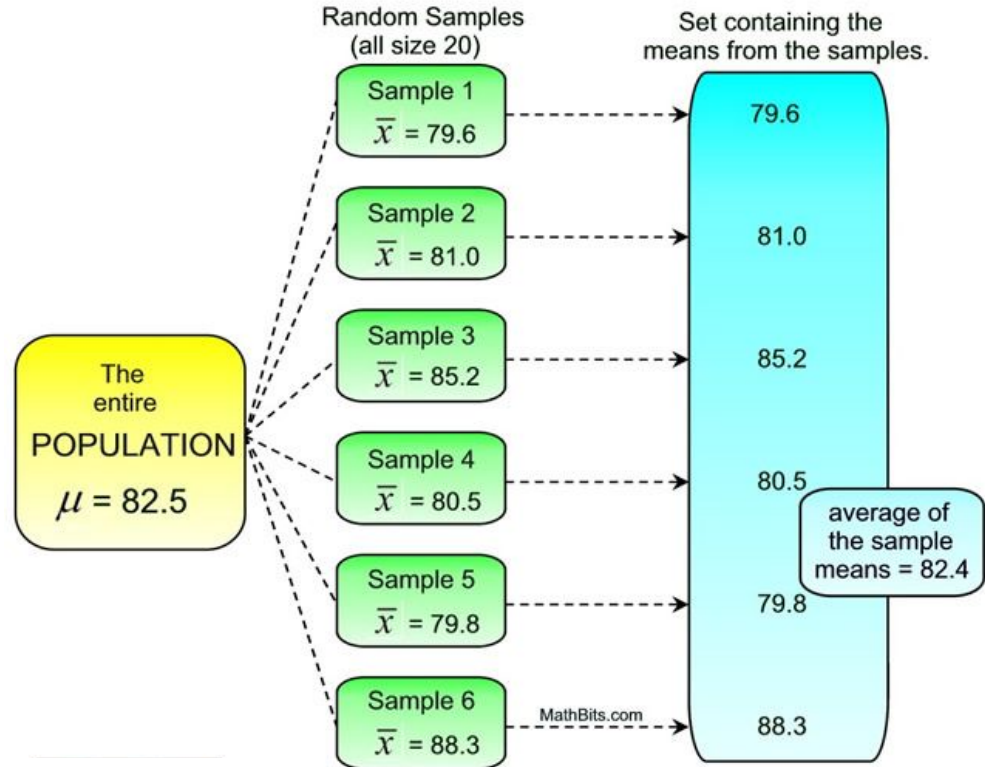 Random Samples
(all size 20)
Set containing the
means from the samples.
The
entire
POPULATION
μ = 82.5
Sample 1
x̅ = 79.6
Sample 2
x̅ = 81.0
Sample 3
x̅ = 85.2
Sample 4
x̅ = 80.5
Sample 5
x̅ = 79.8
Sample 6
x̅ = 88.3
MathBits.com
79.6
81.0
85.2
80.5
79.8
88.3
average of
the sample
means = 82.4